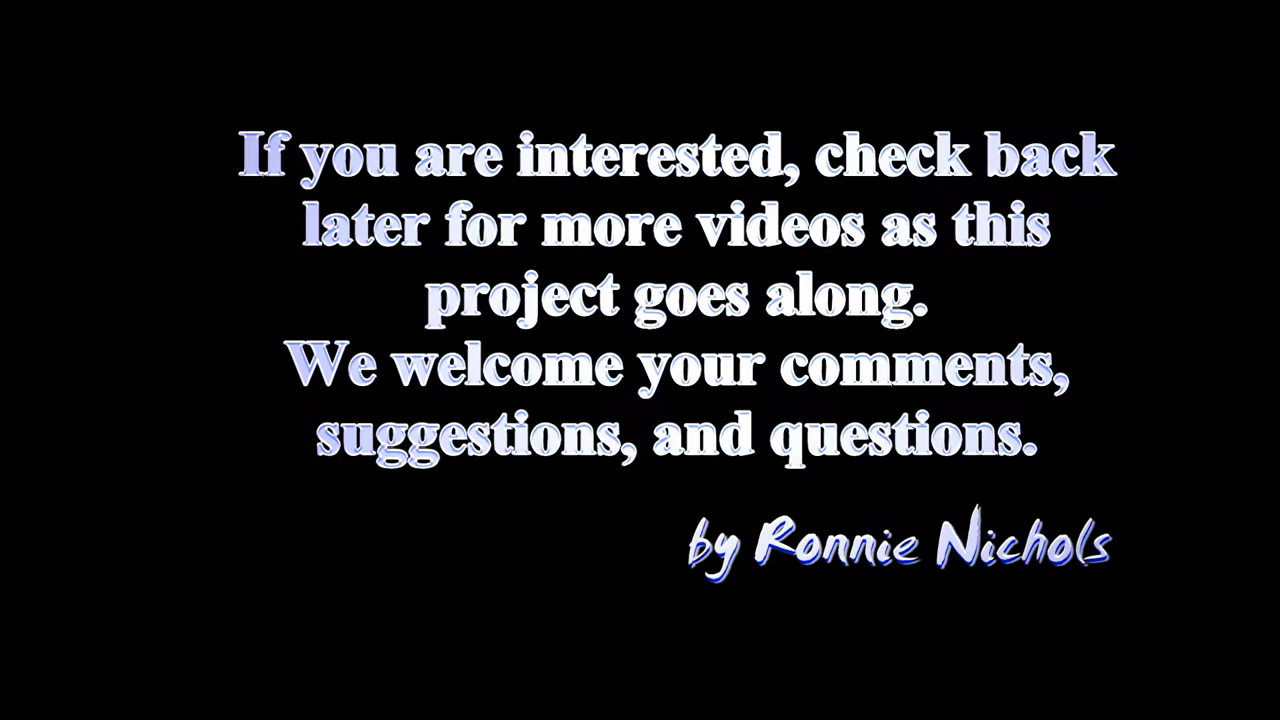 If you are interested, check back
later for more videos as this
project goes along.
We welcome your comments,
suggestions, and questions.
by Ronnie Nichols